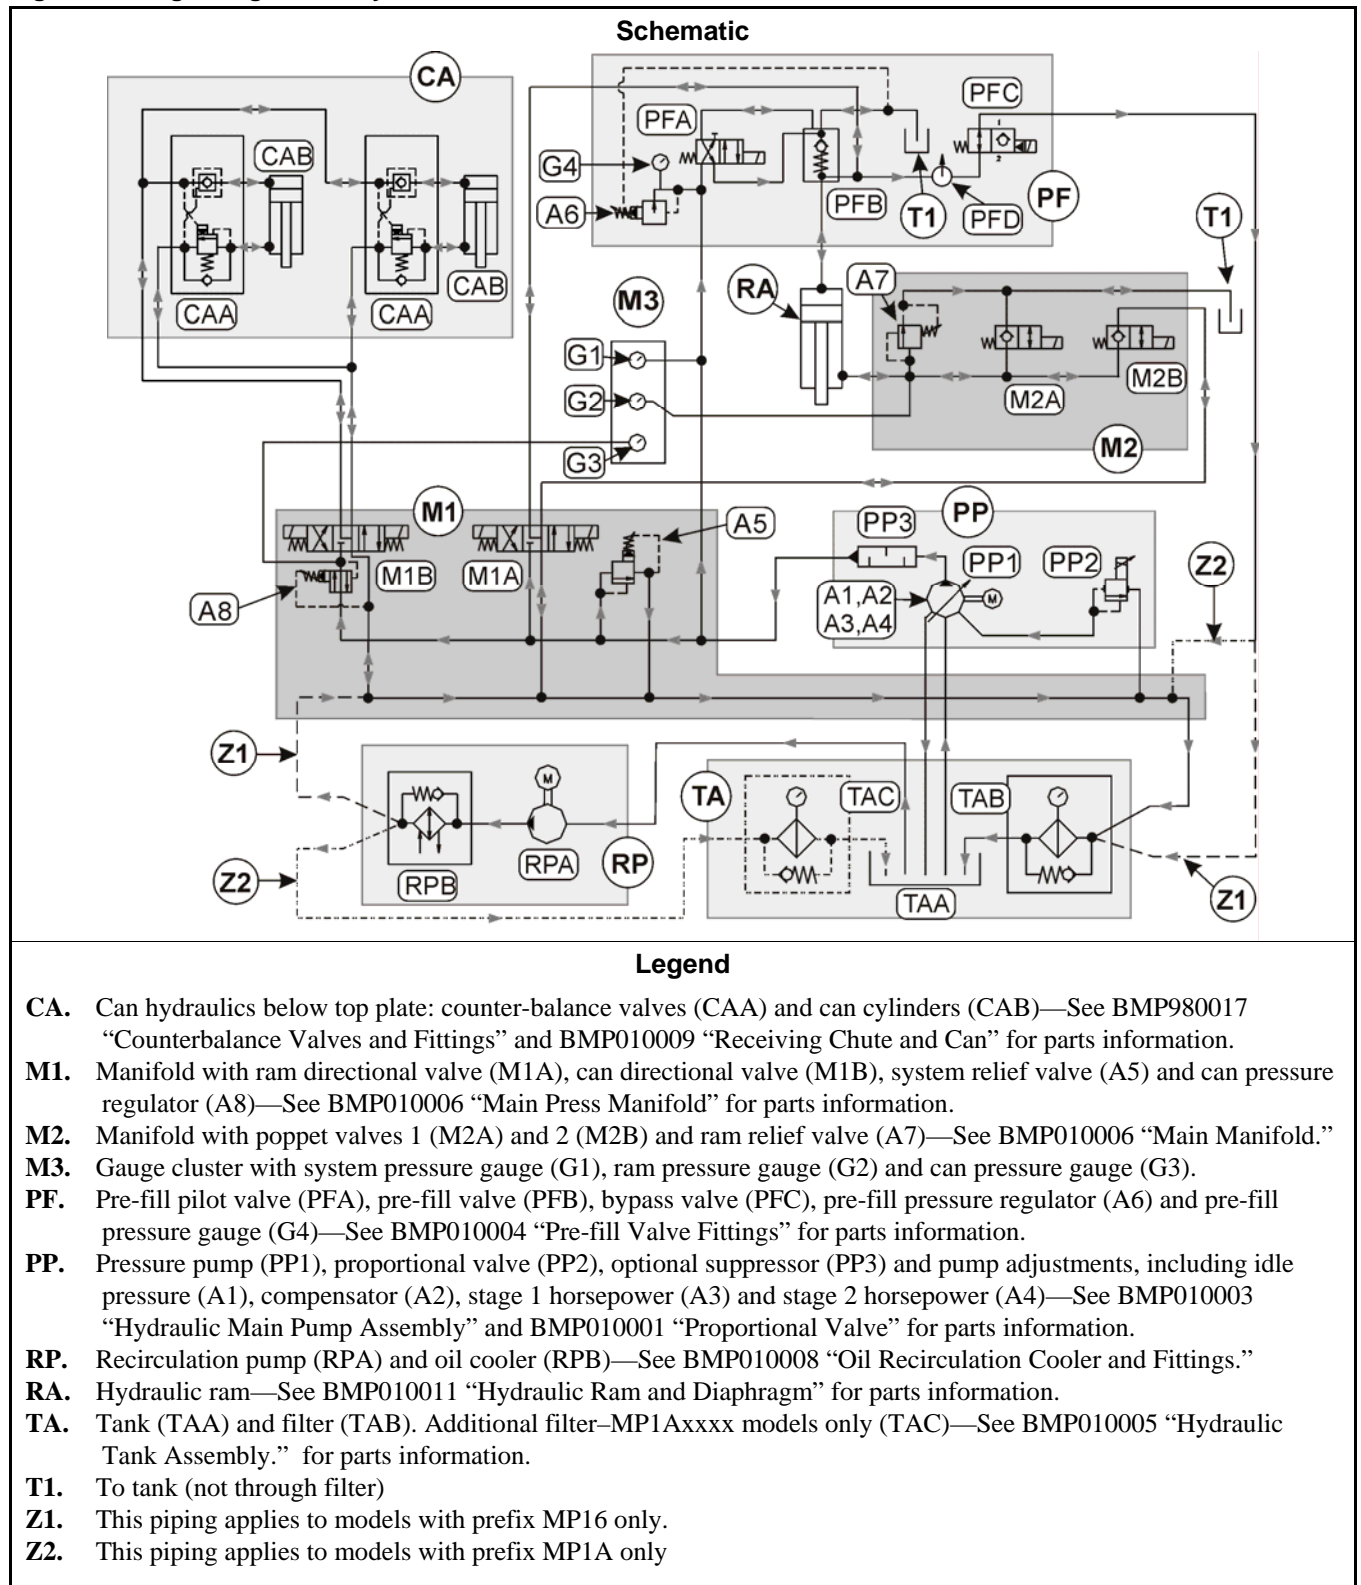 Schematic
CA
PFC
PFA
CAB
G4
PF
A6
PFB
T1
PFD
T1
CAB
CAA
CAA
M3
RA
A7
G1
G2
M2A
M2B
G3
M2
M1
A5
PP3
PP
M1B
M1A
PP1
PP2
Z2
A8
A1,A2
A3,A4
M
1
2
Z1
TA
TAC
TAB
M
RPB
RPA
RP
Z2
TAA
Z1
Legend
CA. Can hydraulics below top plate: counter-balance valves (CAA) and can cylinders (CAB)—See BMP980017
“Counterbalance Valves and Fittings” and BMP010009 “Receiving Chute and Can” for parts information.
M1. Manifold with ram directional valve (M1A), can directional valve (M1B), system relief valve (A5) and can pressure
regulator (A8)—See BMP010006 “Main Press Manifold” for parts information.
M2. Manifold with poppet valves 1 (M2A) and 2 (M2B) and ram relief valve (A7)—See BMP010006 “Main Manifold.”
M3. Gauge cluster with system pressure gauge (G1), ram pressure gauge (G2) and can pressure gauge (G3).
PF. Pre-fill pilot valve (PFA), pre-fill valve (PFB), bypass valve (PFC), pre-fill pressure regulator (A6) and pre-fill
pressure gauge (G4)—See BMP010004 “Pre-fill Valve Fittings” for parts information.
PP. Pressure pump (PP1), proportional valve (PP2), optional suppressor (PP3) and pump adjustments, including idle
pressure (A1), compensator (A2), stage 1 horsepower (A3) and stage 2 horsepower (A4)—See BMP010003
“Hydraulic Main Pump Assembly” and BMP010001 “Proportional Valve” for parts information.
RP. Recirculation pump (RPA) and oil cooler (RPB)—See BMP010008 “Oil Recirculation Cooler and Fittings.”
RA. Hydraulic ram—See BMP010011 “Hydraulic Ram and Diaphragm” for parts information.
TA. Tank (TAA) and filter (TAB). Additional filter–MP1Axxxx models only (TAC)—See BMP010005 “Hydraulic
Tank Assembly.” for parts information.
T1. To tank (not through filter)
Z1. This piping applies to models with prefix MP16 only.
Z2. This piping applies to models with prefix MP1A only